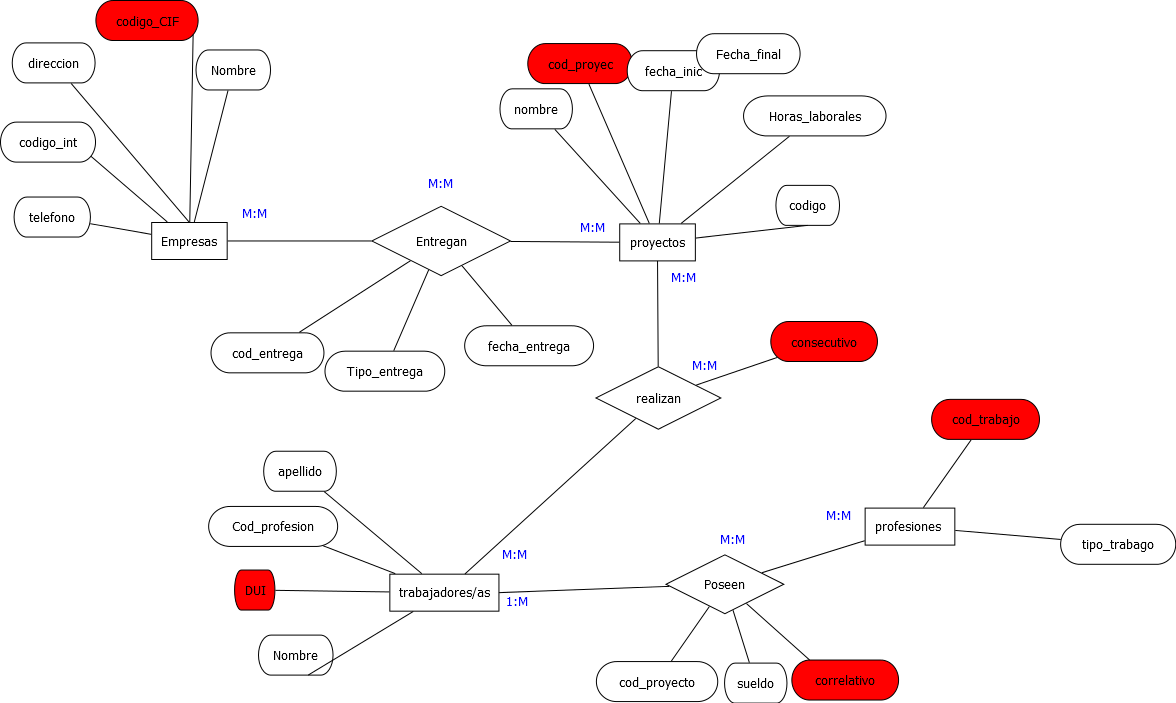 codigo_CIF
direccion
Nombre
codigo_int
telefono
Empresas
M:M
M:M
Entregan
cod_entrega
Tipo_entrega
fecha_entrega
M:M
cod_proyec
fecha_inic
Fecha_final
nombre
Horas_laborales
codigo
proyectos
M:M
consecutivo
M:M
realizan
cod_trabajo
M:M
profesiones
tipo_trabago
apellido
Cod_profesion
DUI
Nombre
trabajadores/as
M:M
1:M
M:M
Poseen
cod_proyecto
sueldo
correlativo